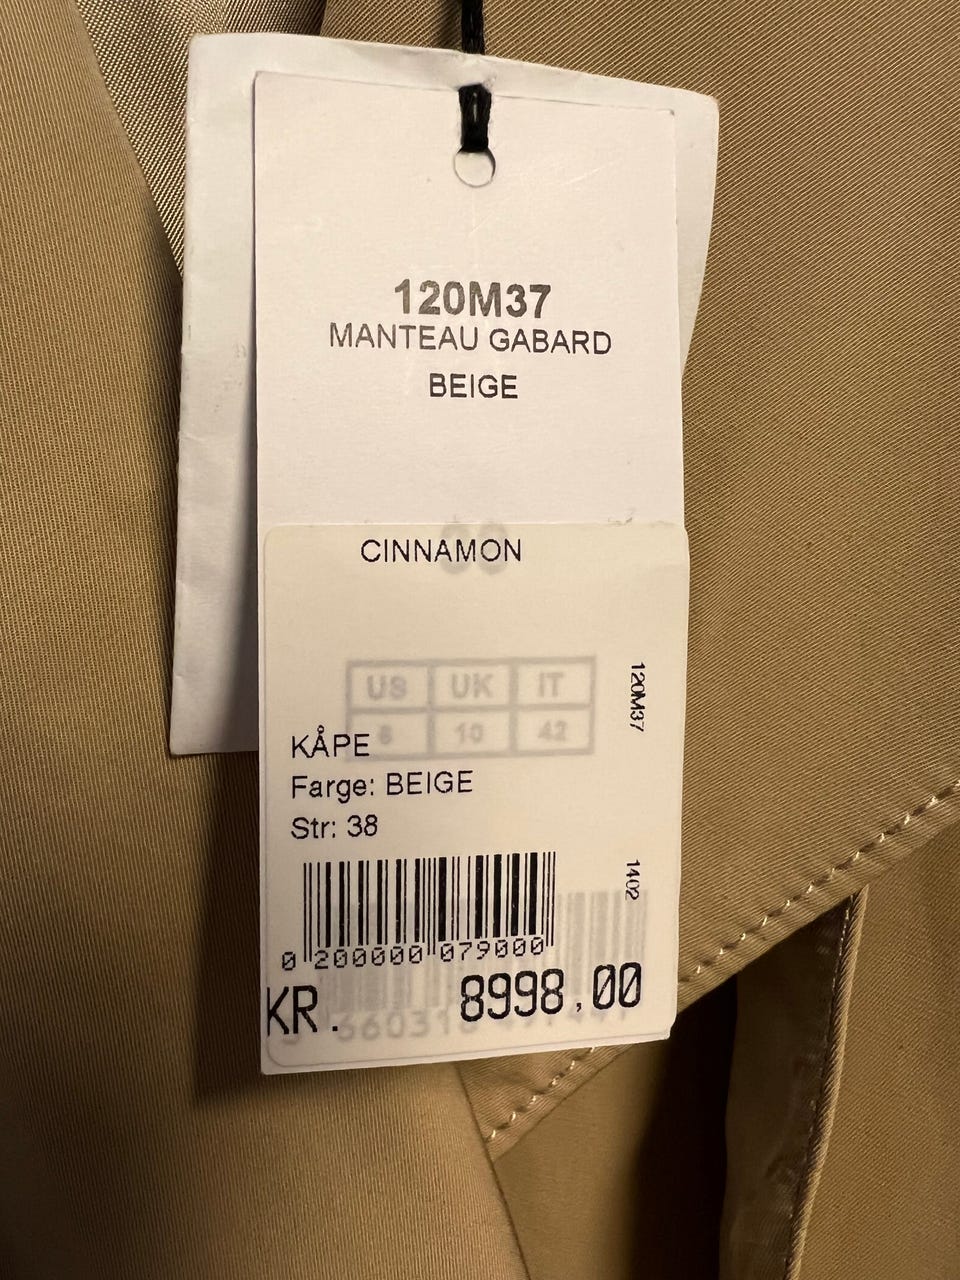 120M37
MANTEAU GABARD
BEIGE
CINNAMON
US UK IT
10 42
120M37
KÅPE
Farge: BEIGE
Str: 38
1402
0 200000 079000
KR. 8998,00